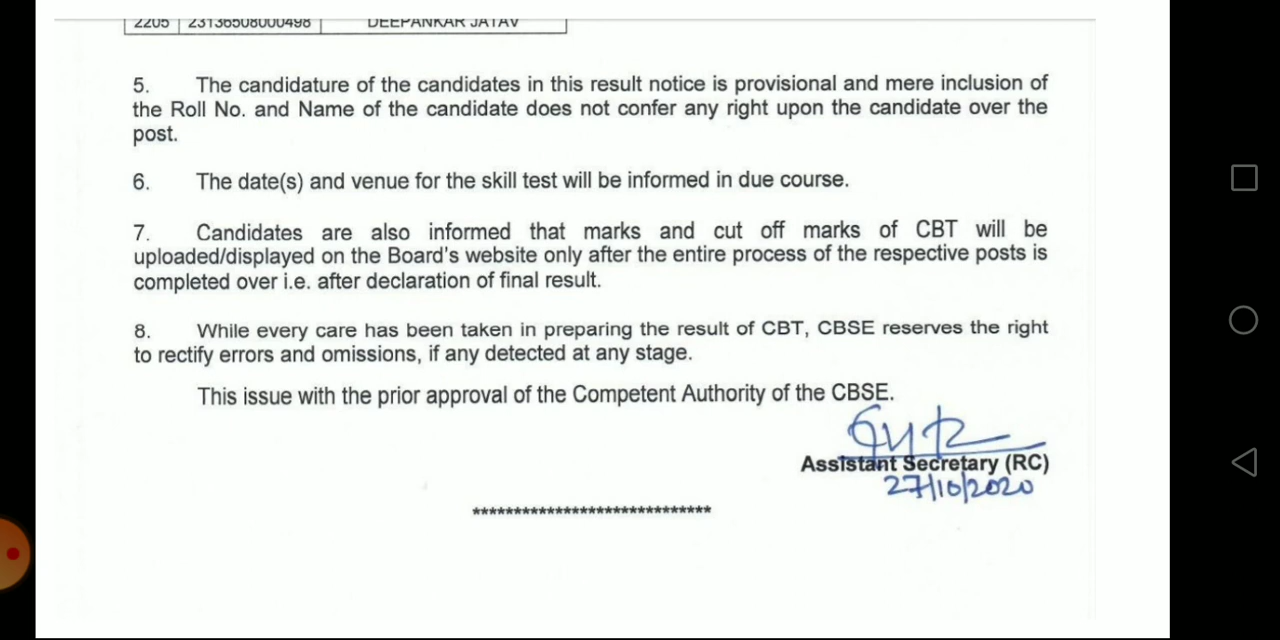 2205 23136508000498 DEEPANKAR JATAV
5. The candidature of the candidates in this result notice is provisional and mere inclusion of
the Roll No. and Name of the candidate does not confer any right upon the candidate over the
post.
6. The date(s) and venue for the skill test will be informed in due course.
7. Candidates are also informed that marks and cut off marks of CBT will be
uploaded/displayed on the Board's website only after the entire process of the respective posts is
completed over i.e. after declaration of final result.
8. While every care has been taken in preparing the result of CBT, CBSE reserves the right
to rectify errors and omissions, if any detected at any stage.
This issue with the prior approval of the Competent Authority of the CBSE.
Assistant Secretary (RC)
27/10/2020
*****************************